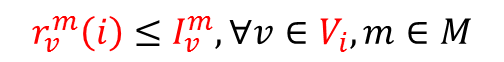 r_v^m(i) ≤ I_v^m, ∀v ∈ V_i, m ∈ M